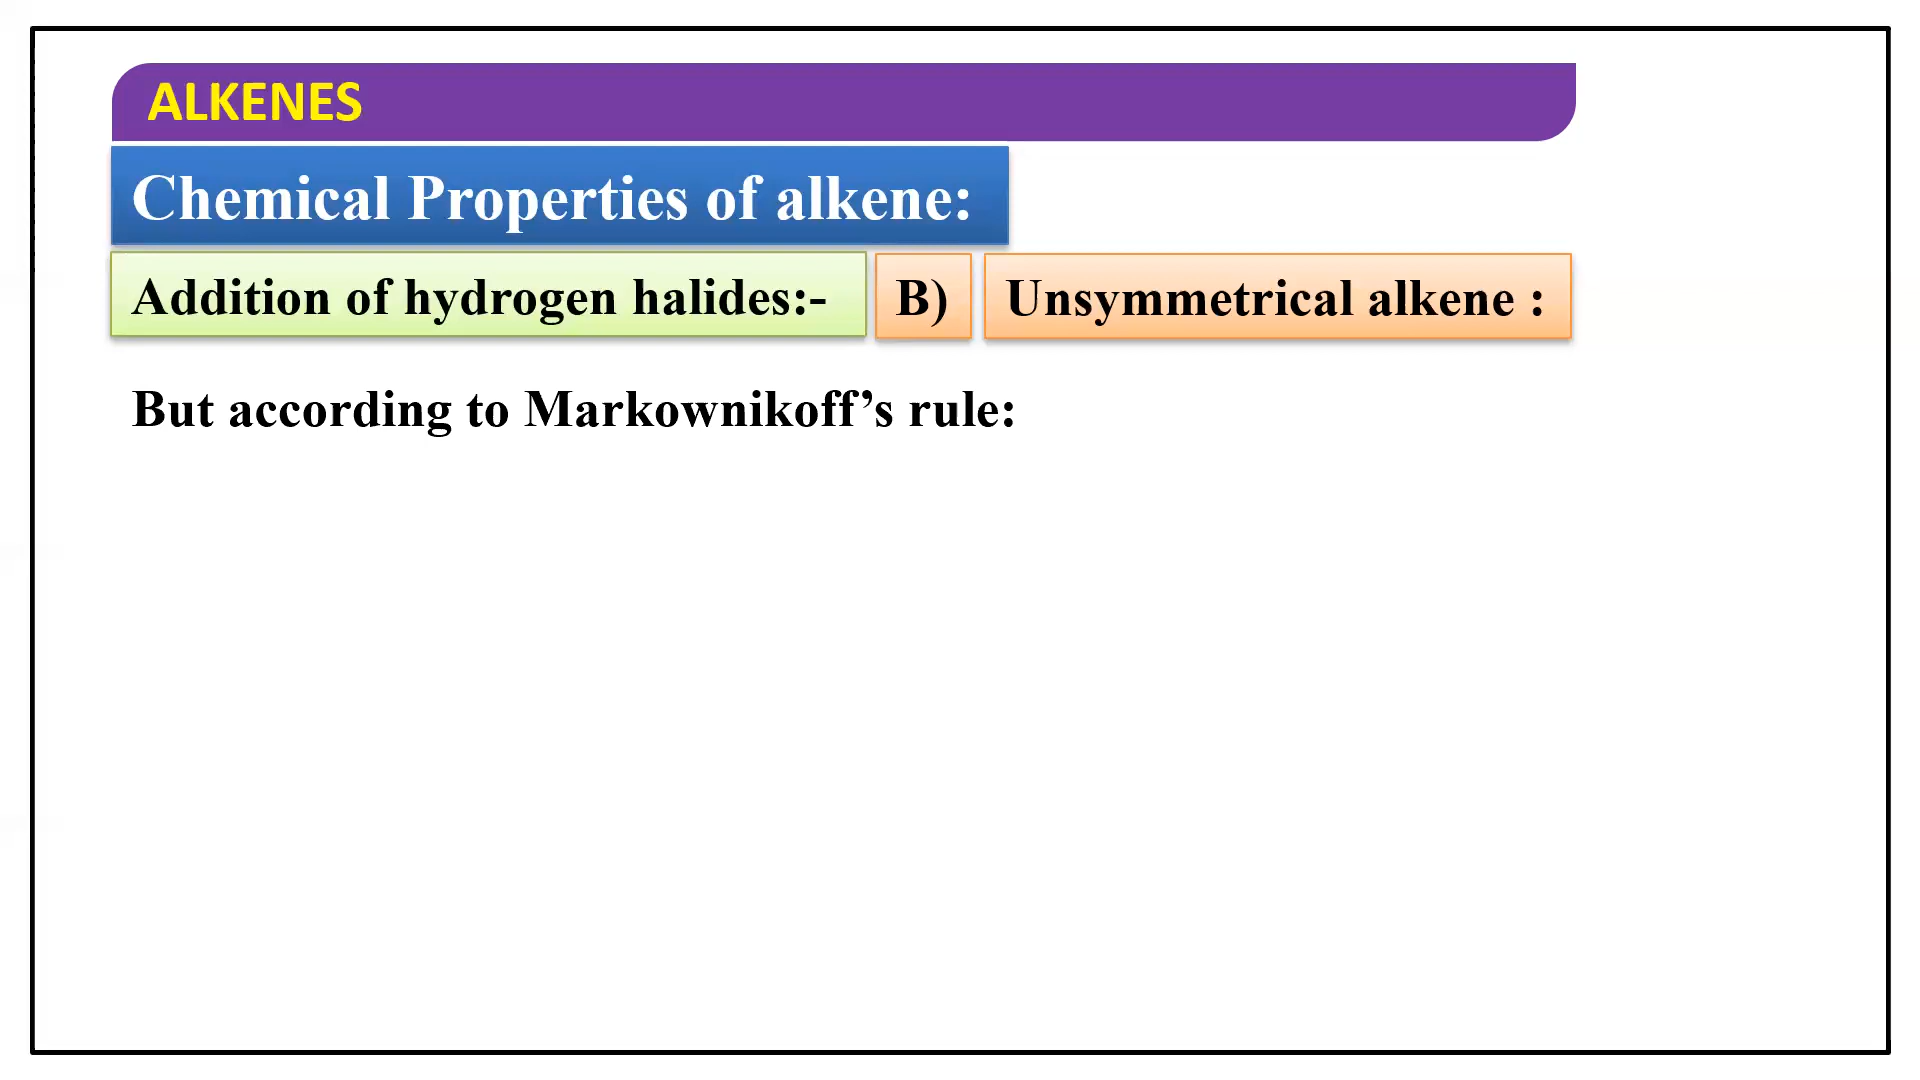 ALKENES
Chemical Properties of alkene:
Addition of hydrogen halides:- B) Unsymmetrical alkene :
But according to Markownikoff’s rule: